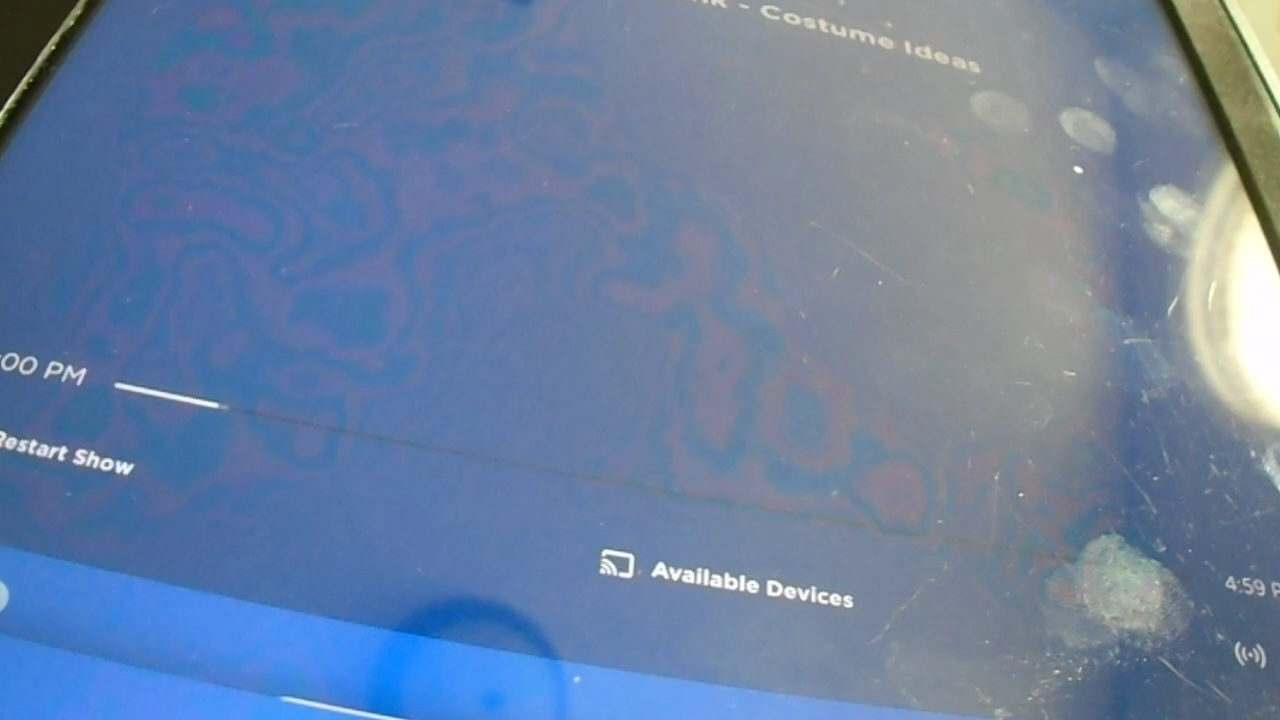 - Costume Ideas
:00 PM
Restart Show
Available Devices
4:59